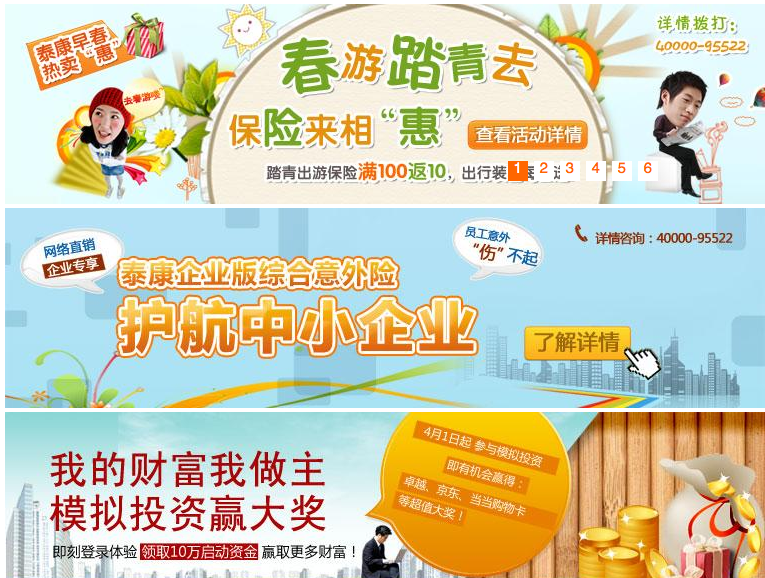 泰康早春
热卖“惠”
去春游喽
春游踏青去
保险来相“惠”
详情拨打:
40000-95522
查看活动详情
踏青出游保险满100返10，出行装
1 2 3 4 5 6
网络直销
企业专享
泰康企业版综合意外险
护航中小企业
员工意外
“伤”不起
详情咨询：40000-95522
了解详情
我的财富我做主
模拟投资赢大奖
即刻登录体验 领取10万启动资金 赢取更多财富！
4月1日起 参与模拟投资
即有机会赢得：
卓越、京东、当当购物卡
等超值大奖！